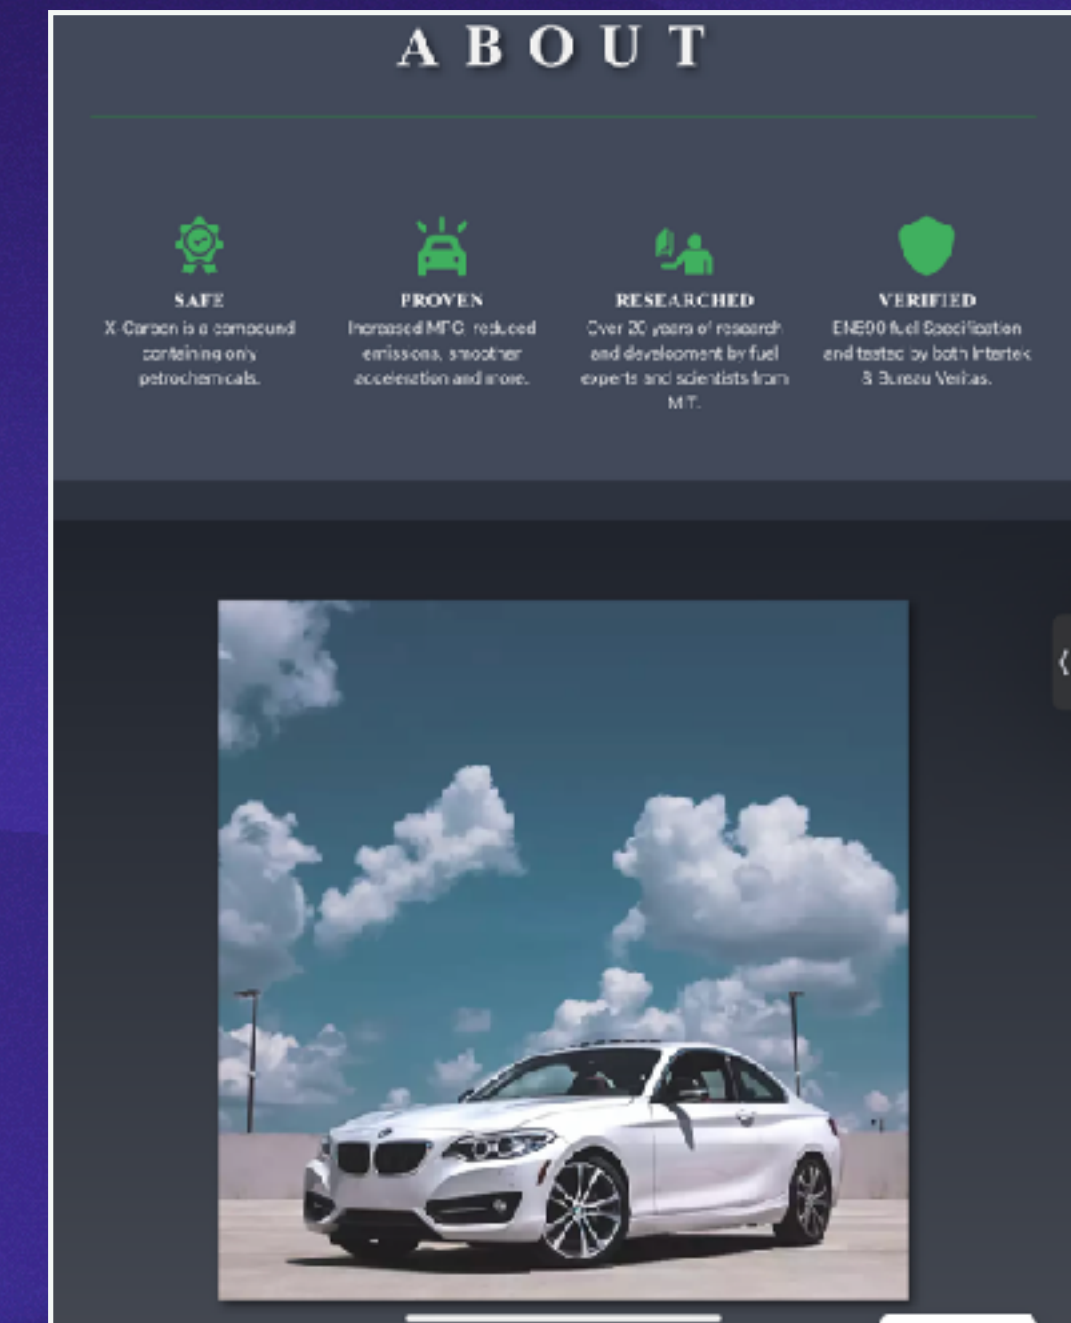 ABOUT
SAFE
X-Carbon is a compound
containing only
petrochemicals.
PROVEN
Increased MPG, reduced
emissions, smoother
acceleration and more.
RESEARCHED
Over 20 years of research
and development by fuel
experts and scientists from
MIT.
VERIFIED
EN590 fuel Specification
and tested by both Intertek
& Bureau Veritas.